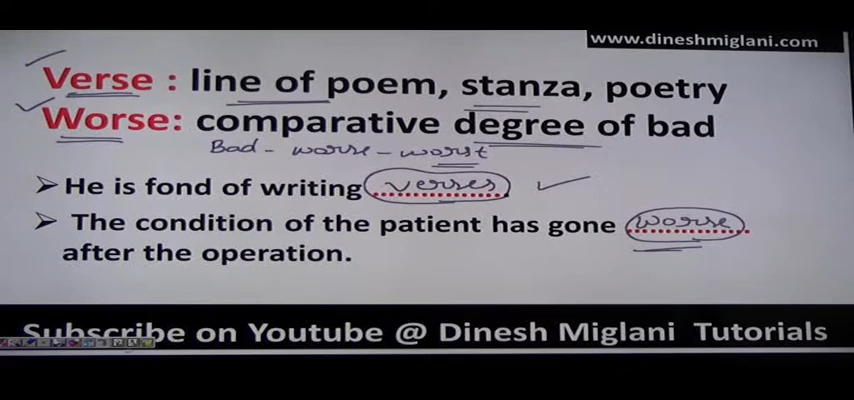 www.dineshmiglani.com
Verse : line of poem, stanza, poetry
Worse: comparative degree of bad
Bad - worse - worst
➤ He is fond of writing verses
➤ The condition of the patient has gone worse
after the operation.
Subscribe on Youtube @ Dinesh Miglani Tutorials